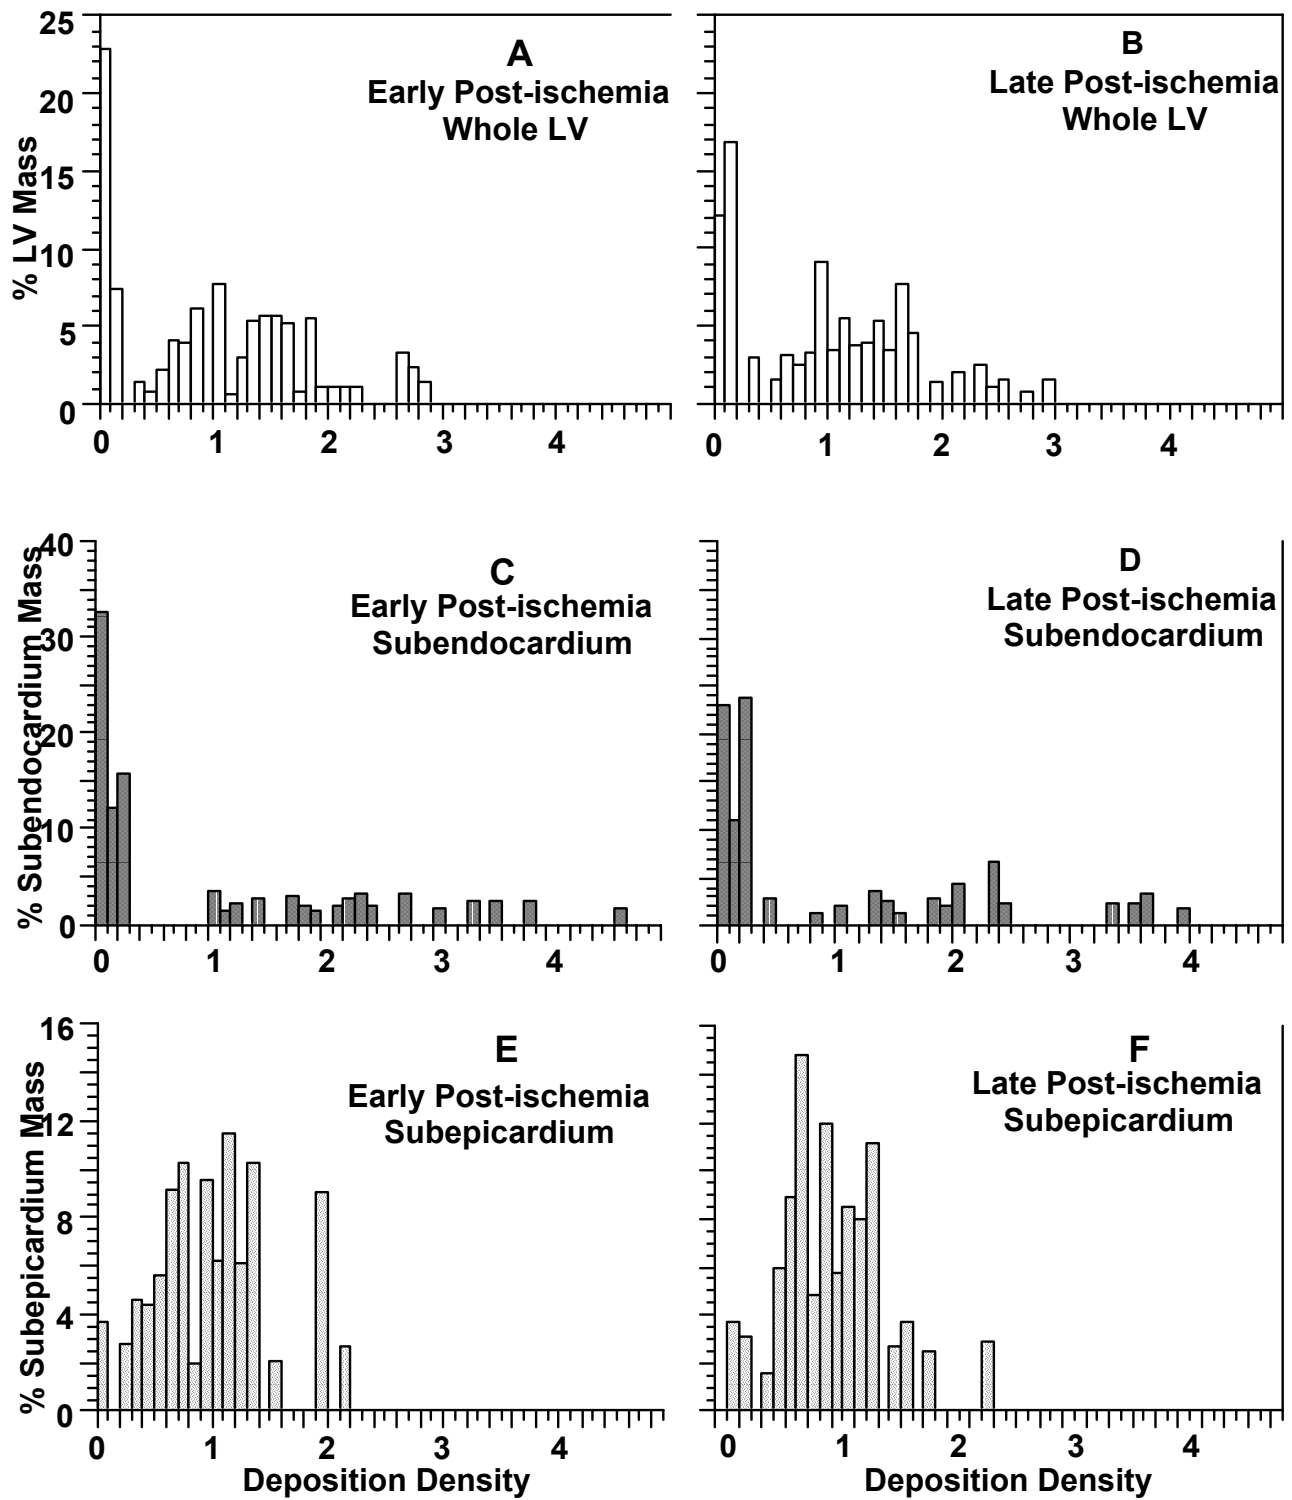 25
20
15
10
5
0
% LV Mass
A
Early Post-ischemia
Whole LV
0 1 2 3 4
B
Late Post-ischemia
Whole LV
0 1 2 3 4
40
30
20
10
0
% Subendocardium Mass
C
Early Post-ischemia
Subendocardium
0 1 2 3 4
D
Late Post-ischemia
Subendocardium
0 1 2 3 4
16
12
8
4
0
% Subepicardium Mass
E
Early Post-ischemia
Subepicardium
0 1 2 3 4
Deposition Density
F
Late Post-ischemia
Subepicardium
0 1 2 3 4
Deposition Density